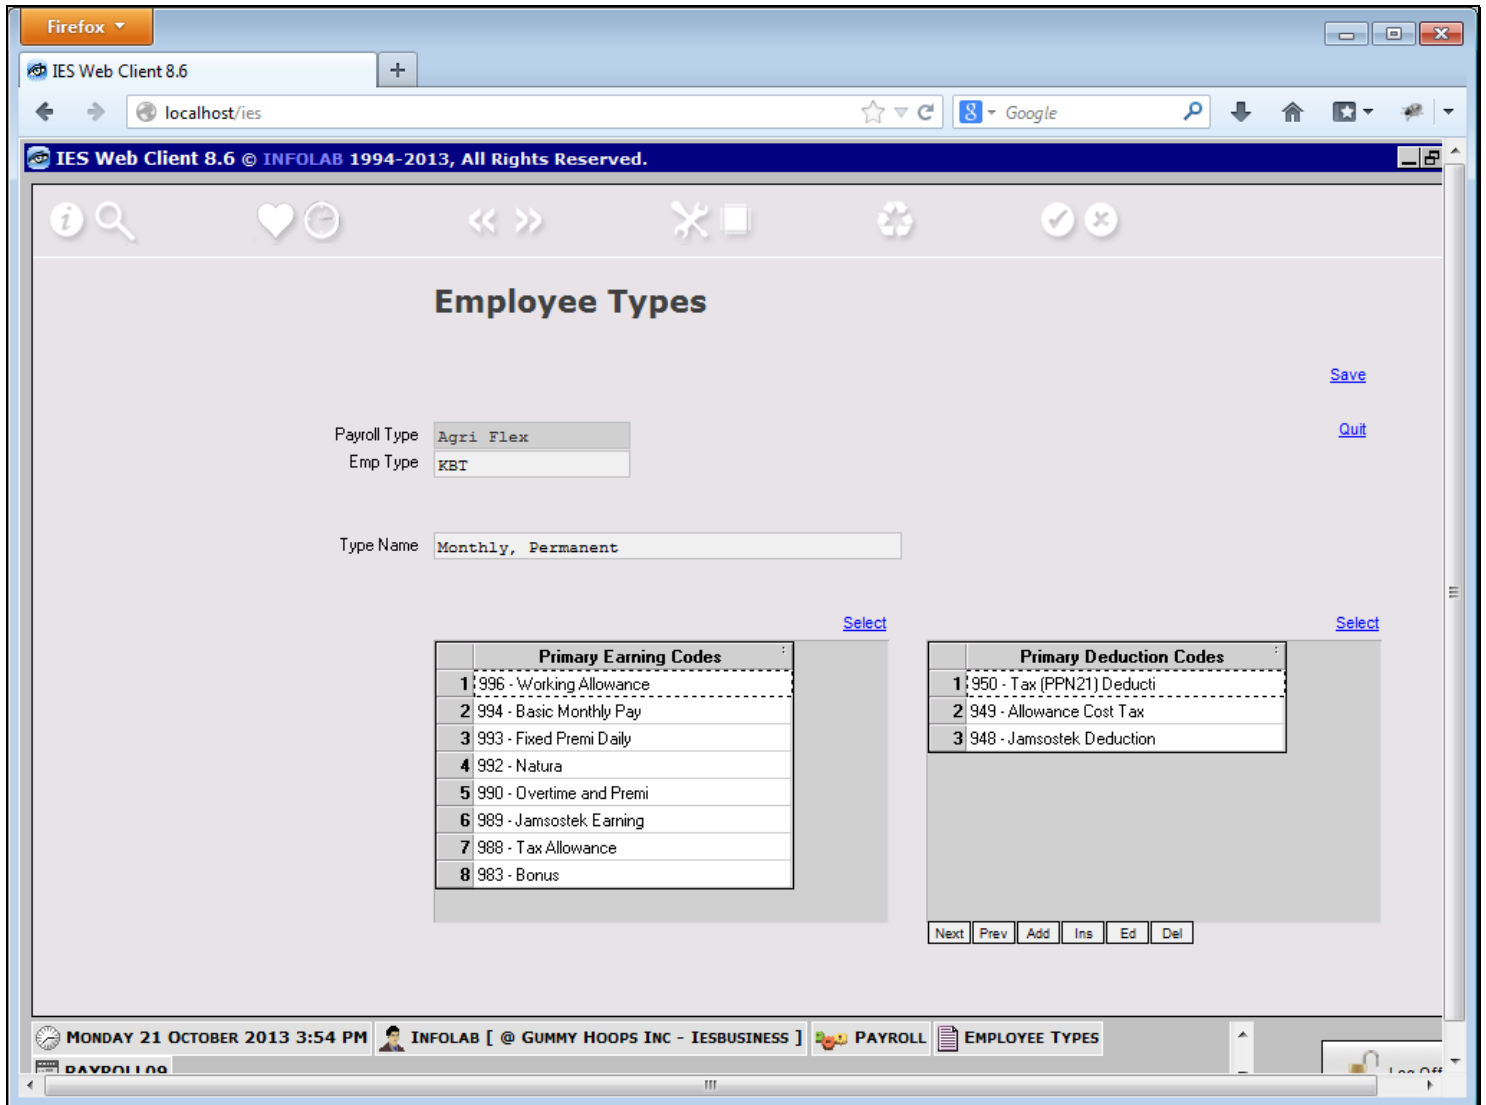 Firefox
IES Web Client 8.6
localhost/ies
Google
IES Web Client 8.6 © INFOLAB 1994-2013, All Rights Reserved.
Employee Types
Save
Payroll Type Agri Flex
Quit
Emp Type KBT
Type Name Monthly, Permanent
Select Select
Primary Earning Codes
1 996 - Working Allowance
2 994 - Basic Monthly Pay
3 993 - Fixed Premi Daily
4 992 - Natura
5 990 - Overtime and Premi
6 989 - Jamsostek Earning
7 988 - Tax Allowance
8 983 - Bonus
Primary Deduction Codes
1 950 - Tax (PPN21) Deducti
2 949 - Allowance Cost Tax
3 948 - Jamsostek Deduction
Next Prev Add Ins Ed Del
MONDAY 21 OCTOBER 2013 3:54 PM INFOLAB [ @ GUMMY HOOPS INC - IESBUSINESS ] PAYROLL EMPLOYEE TYPES
PAYROLL09
Log Off